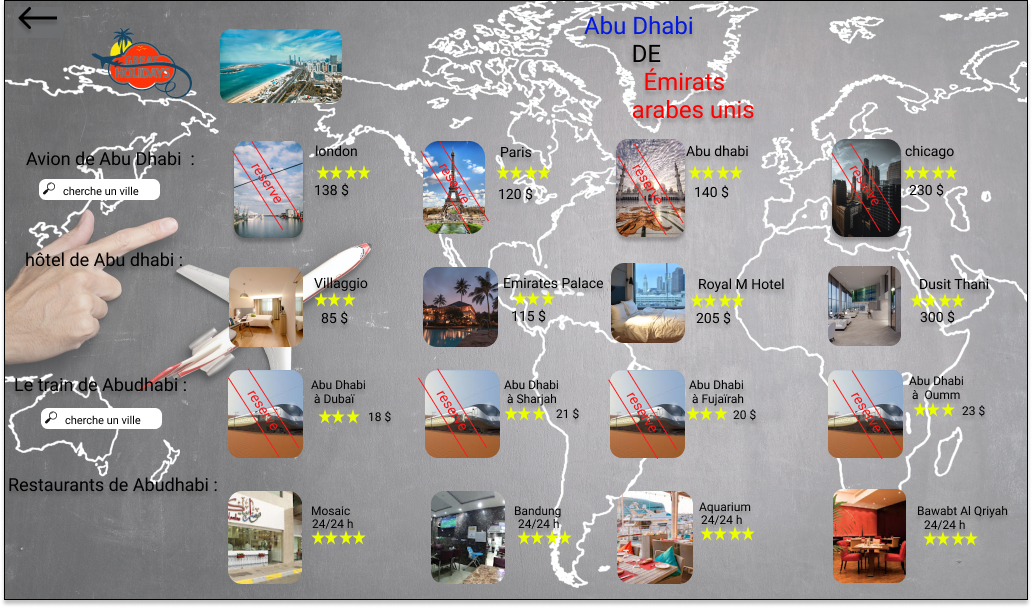 Abu Dhabi
DE
Émirats
arabes unis
HOLIDAYS
Avion de Abu Dhabi :
cherche un ville
reserve
london
138 $
reserve
Paris
120 $
reserve
Abu dhabi
140 $
reserve
chicago
230 $
hôtel de Abu dhabi :
Villaggio
85 $
Emirates Palace
115 $
Royal M Hotel
205 $
Dusit Thani
300 $
Le train de Abudhabi :
cherche un ville
reserve
Abu Dhabi
à Dubaï
18 $
reserve
Abu Dhabi
à Sharjah
21 $
reserve
Abu Dhabi
à Fujaïrah
20 $
reserve
Abu Dhabi
à Oumm
23 $
Restaurants de Abudhabi :
Mosaic
24/24 h
Bandung
24/24 h
Aquarium
24/24 h
Bawabt Al Qriyah
24/24 h